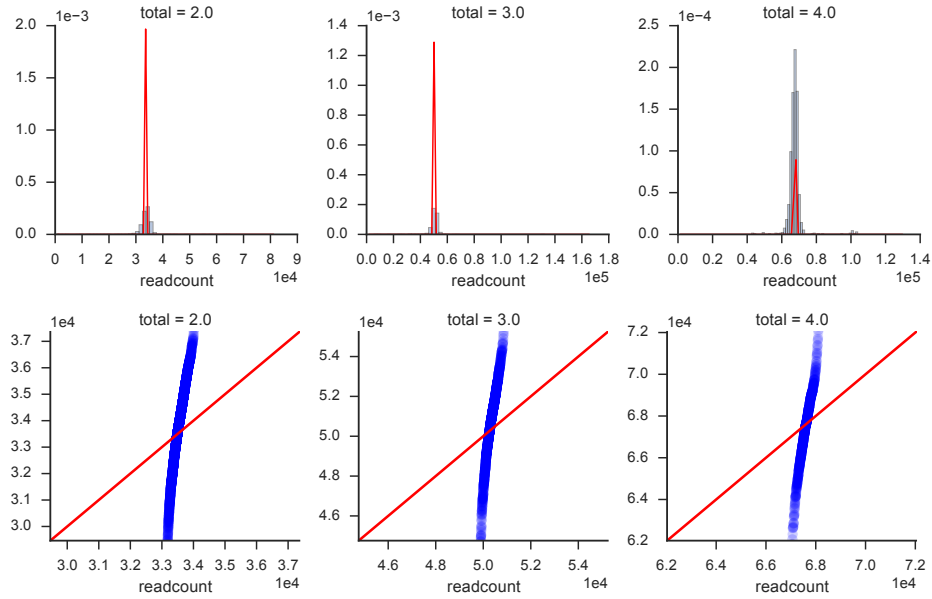 1e−3 total = 2.0
2.0
1.5
1.0
0.5
0.0
0 1 2 3 4 5 6 7 8 9
1e4
readcount
1e−3 total = 3.0
1.4
1.2
1.0
0.8
0.6
0.4
0.2
0.0
0.0 0.2 0.4 0.6 0.8 1.0 1.2 1.4 1.6 1.8
1e5
readcount
1e−4 total = 4.0
2.5
2.0
1.5
1.0
0.5
0.0
0.0 0.2 0.4 0.6 0.8 1.0 1.2 1.4
1e5
readcount
1e4 total = 2.0
3.7
3.6
3.5
3.4
3.3
3.2
3.1
3.0
3.0 3.1 3.2 3.3 3.4 3.5 3.6 3.7
1e4
readcount
1e4 total = 3.0
5.4
5.2
5.0
4.8
4.6
4.6 4.8 5.0 5.2 5.4
1e4
readcount
1e4 total = 4.0
7.2
7.0
6.8
6.6
6.4
6.2
6.2 6.4 6.6 6.8 7.0 7.2
1e4
readcount